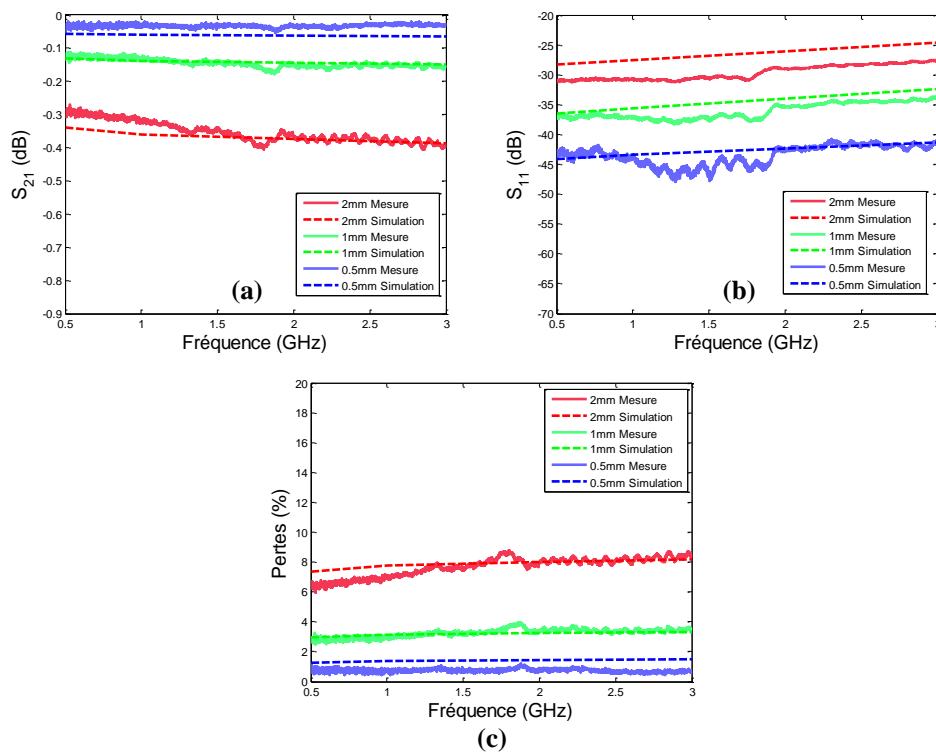 0
-0.1
-0.2
-0.3
-0.4
-0.5
-0.6
-0.7
-0.8
-0.9
0.5
1
1.5
2
2.5
3
S21 (dB)
Fréquence (GHz)
2mm Mesure
2mm Simulation
1mm Mesure
1mm Simulation
0.5mm Mesure
0.5mm Simulation
(a)
-20
-25
-30
-35
-40
-45
-50
-55
-60
-65
-70
0.5
1
1.5
2
2.5
3
S11 (dB)
Fréquence (GHz)
2mm Mesure
2mm Simulation
1mm Mesure
1mm Simulation
0.5mm Mesure
0.5mm Simulation
(b)
20
18
16
14
12
10
8
6
4
2
0
0.5
1
1.5
2
2.5
3
Pertes (%)
Fréquence (GHz)
2mm Mesure
2mm Simulation
1mm Mesure
1mm Simulation
0.5mm Mesure
0.5mm Simulation
(c)